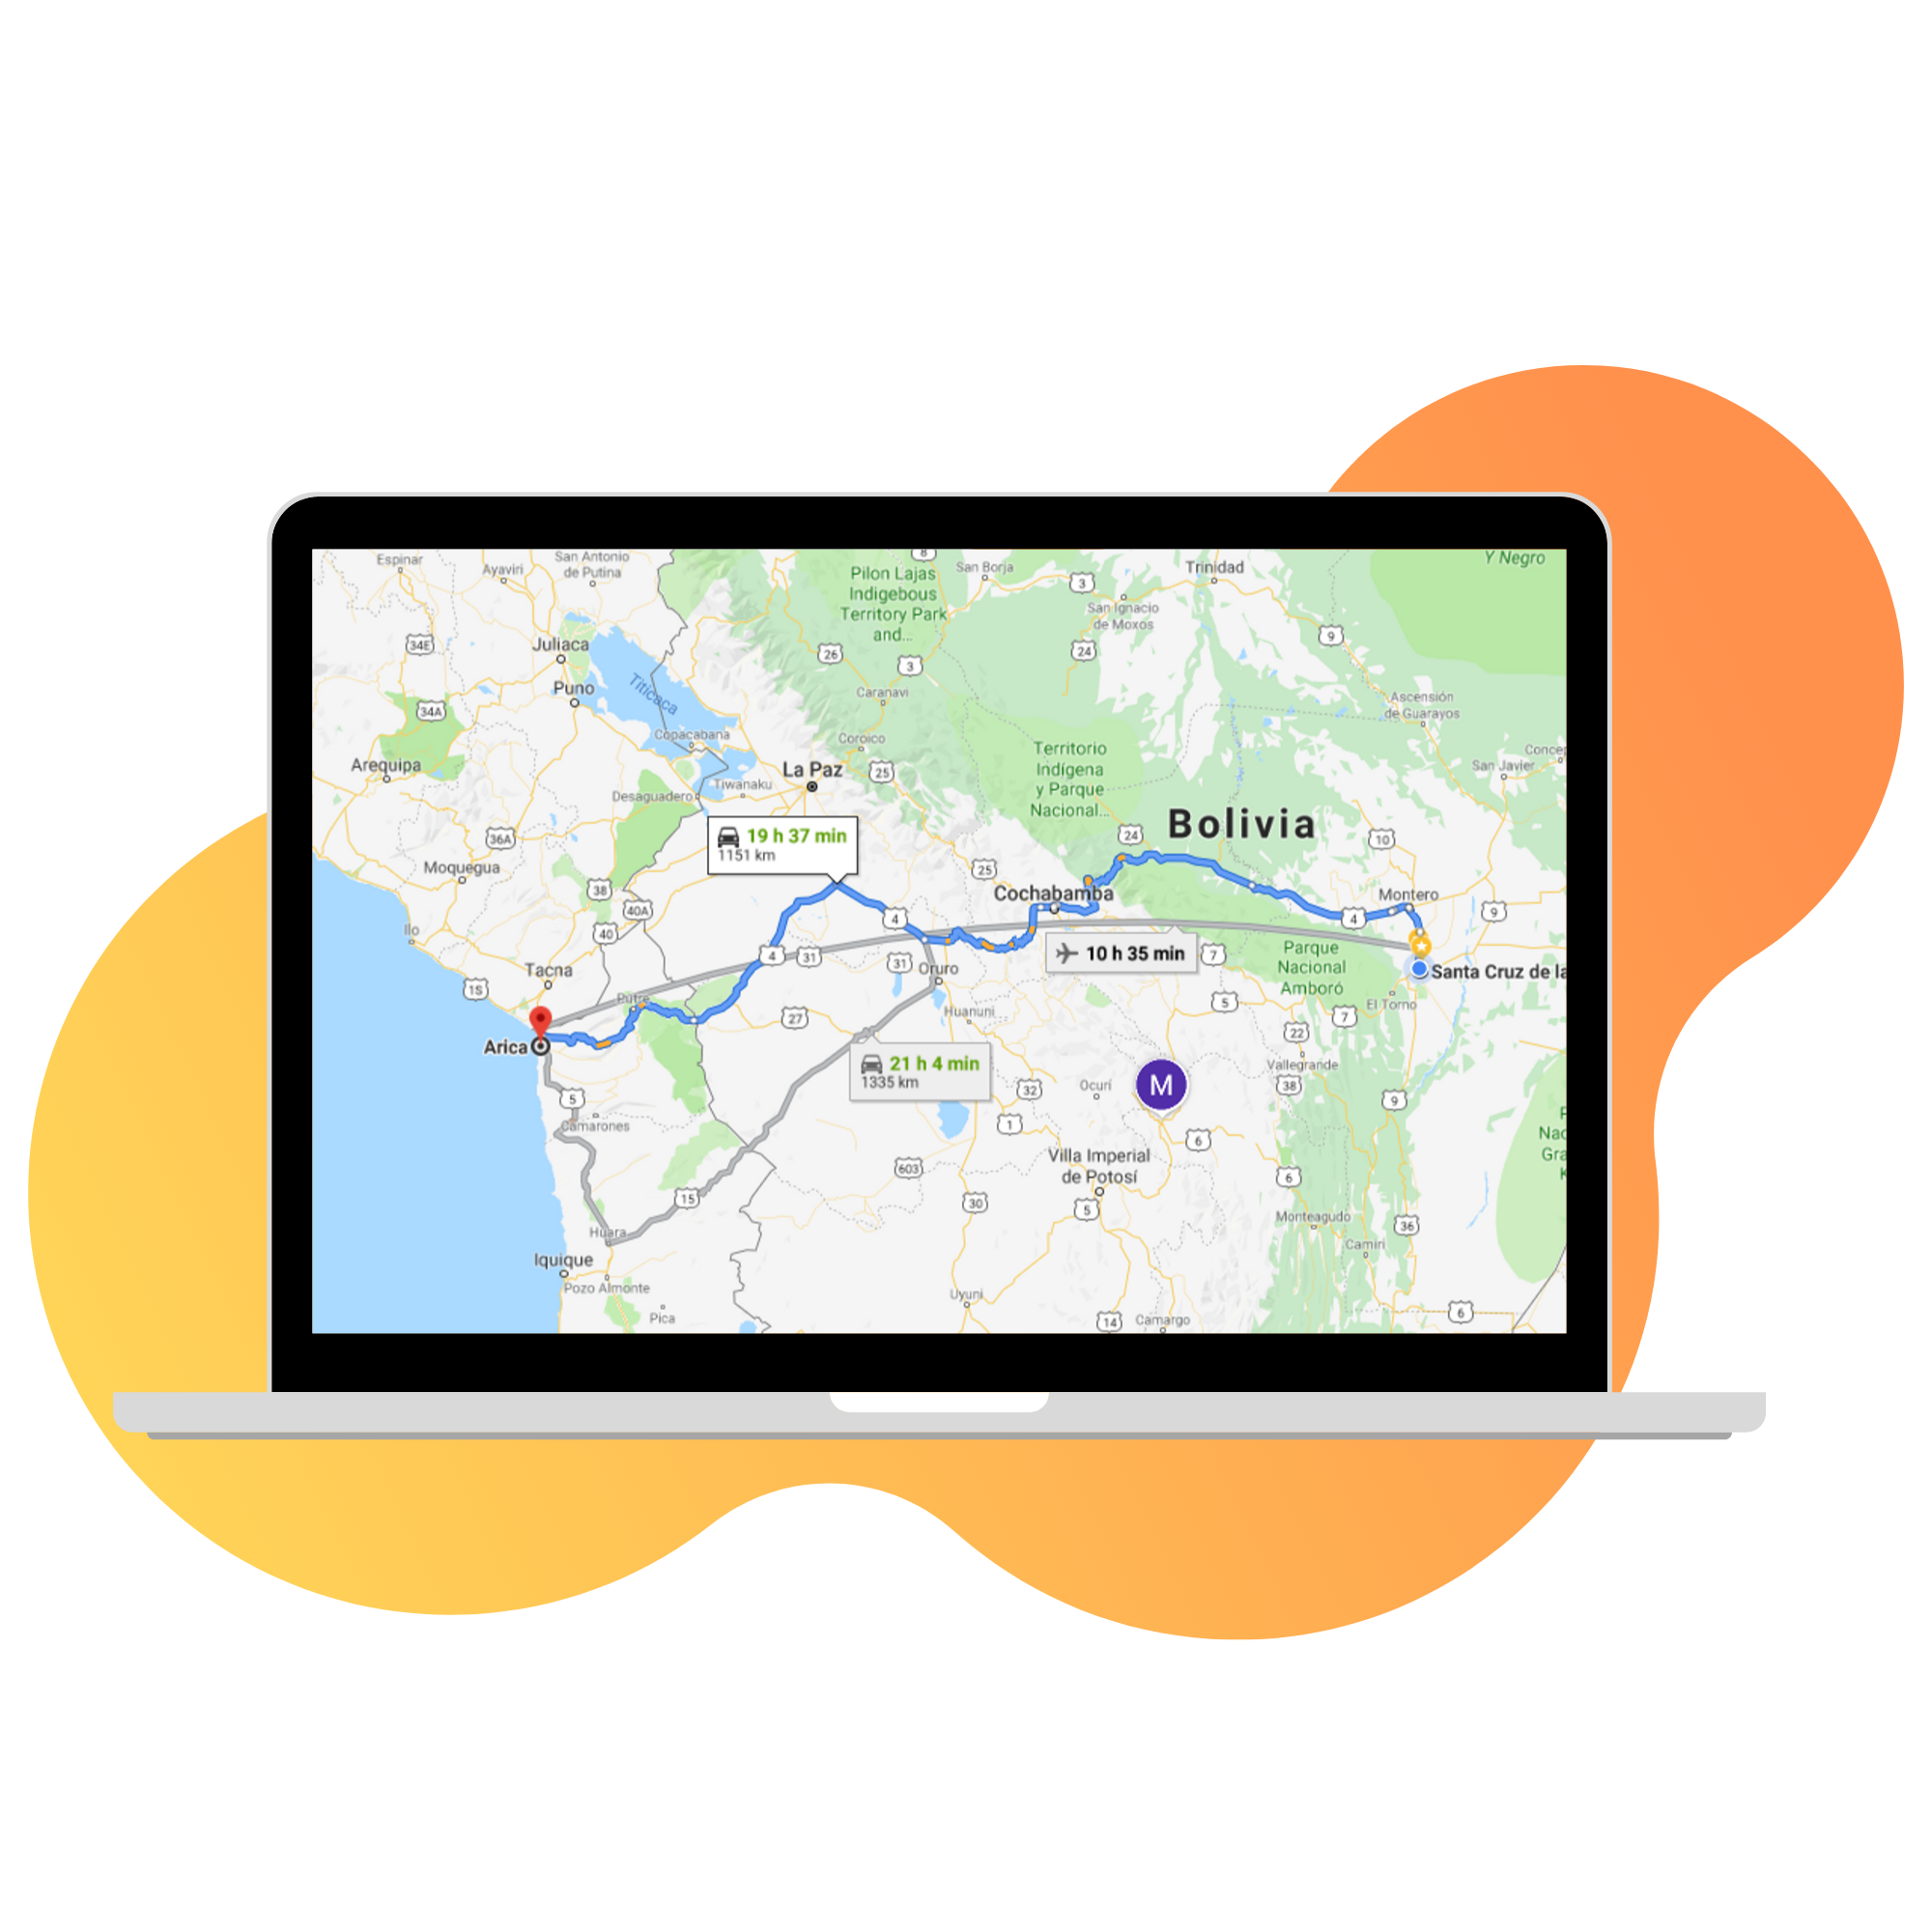 Espinar
Ayaviri
San Antonio
de Putina
8
Pilon Lajas
Indigebous
Territory Park
and...
San Borja
3
Trinidad
Y Negro
San Ignacio
de Moxos
34E
Juliaca
26
3
24
9
Puno
Titicaca
Caranavi
34A
Ascensión
de Guarayos
Copacabana
Coroico
Territorio
Indígena
y Parque
Nacional...
Arequipa
La Paz
25
San Javier
Concep
Tiwanaku
Desaguadero
36A
19 h 37 min
1151 km
24
Bolivia
10
Moquegua
25
38
Cochabamba
Montero
40A
4
4
9
Ilo
40
4
31
31
10 h 35 min
7
Parque
Nacional
Amboró
Tacna
Oruro
Santa Cruz de la
1S
Putre
5
El Torno
27
Huanuni
7
22
Arica
21 h 4 min
1335 km
Vallegrande
M
Ocurí
32
38
5
9
Camarones
1
6
Villa Imperial
de Potosí
Nac
Gra
603
6
15
30
5
Monteagudo
36
Huara
Camiri
Iquique
Pozo Almonte
Uyuni
Pica
14
Camargo
6